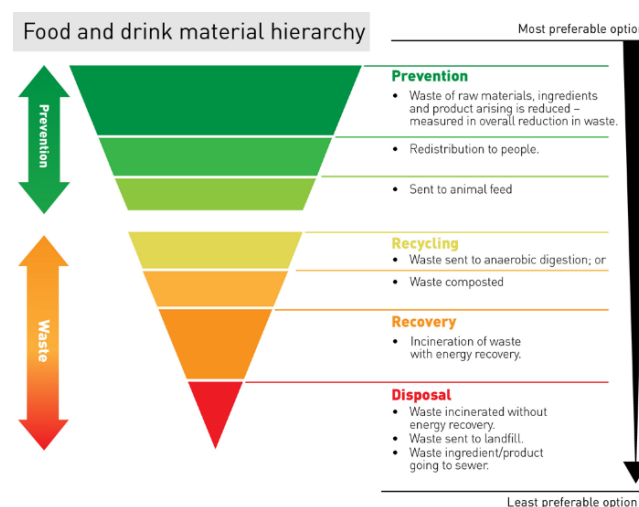 Food and drink material hierarchy
Most preferable option
Prevention
Prevention
• Waste of raw materials, ingredients
and product arising is reduced –
measured in overall reduction in waste.
• Redistribution to people.
• Sent to animal feed
Waste
Recycling
• Waste sent to anaerobic digestion; or
• Waste composted
Recovery
• Incineration of waste
with energy recovery.
Disposal
• Waste incinerated without
energy recovery.
• Waste sent to landfill.
• Waste ingredient/product
going to sewer.
Least preferable option